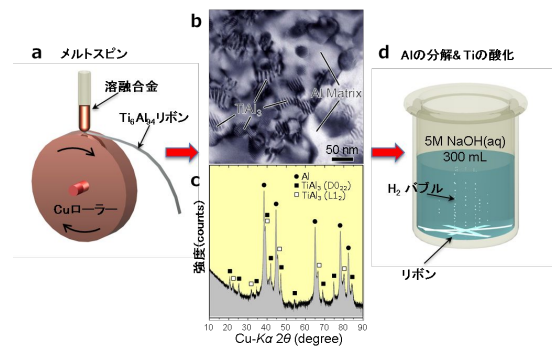 a メルトスピン
溶融合金
Ti6Al94リボン
Cuローラー
b
TiAl3
Al Matrix
50 nm
c
Al
TiAl3 (D022)
TiAl3 (L12)
強度(counts)
10 20 30 40 50 60 70 80 90
Cu-Kα 2θ (degree)
d Alの分解&Tiの酸化
5M NaOH(aq)
300 mL
H2 バブル
リボン